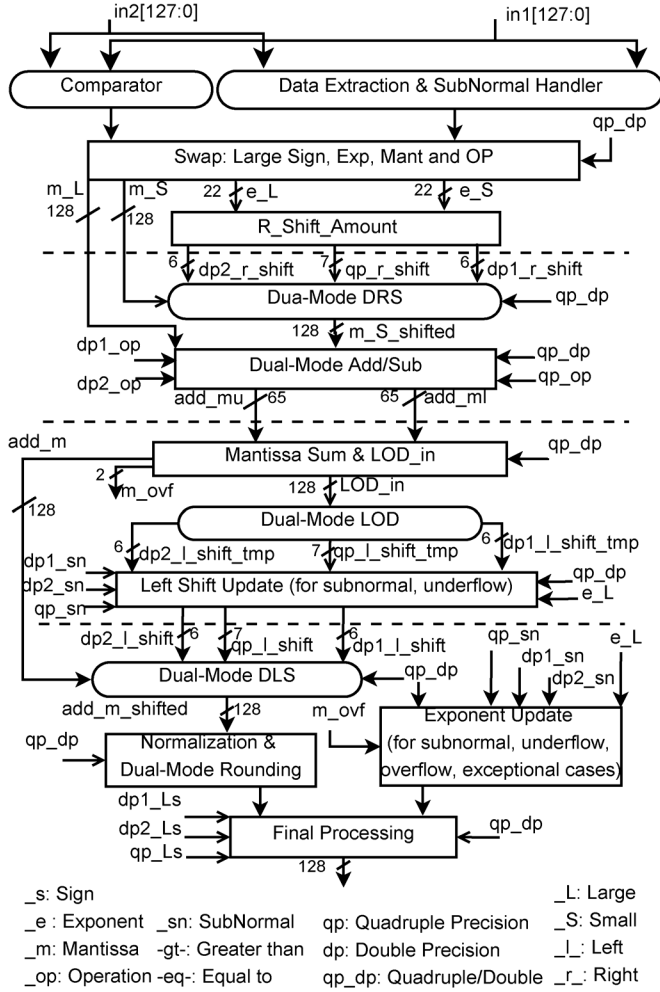 in2[127:0]
in1[127:0]
Comparator
Data Extraction & SubNormal Handler
qp_dp
Swap: Large Sign, Exp, Mant and OP
m_L
m_S
22
e_L
22
e_S
128
128
R_Shift_Amount
6
dp2_r_shift
7
qp_r_shift
6
dp1_r_shift
Dua-Mode DRS
qp_dp
128
m_S_shifted
dp1_op
dp2_op
Dual-Mode Add/Sub
qp_dp
qp_op
add_mu
65
65
add_ml
add_m
Mantissa Sum & LOD_in
qp_dp
2
m_ovf
128
LOD_in
128
Dual-Mode LOD
6
dp2_l_shift_tmp
7
qp_l_shift_tmp
6
dp1_l_shift_tmp
dp1_sn
dp2_sn
qp_sn
Left Shift Update (for subnormal, underflow)
qp_dp
e_L
dp2_l_shift
6
7
qp_l_shift
6
dp1_l_shift
qp_sn
dp1_sn
dp2_sn
e_L
Dual-Mode DLS
qp_dp
add_m_shifted
128
m_ovf
qp_dp
Normalization &
Dual-Mode Rounding
Exponent Update
(for subnormal, underflow,
overflow, exceptional cases)
dp1_Ls
dp2_Ls
qp_Ls
Final Processing
qp_dp
128
_s: Sign
_e : Exponent
_m: Mantissa
_op: Operation
_sn: SubNormal
-gt-: Greater than
-eq-: Equal to
qp: Quadruple Precision
dp: Double Precision
qp_dp: Quadruple/Double
_L: Large
_S: Small
_l_: Left
_r_: Right